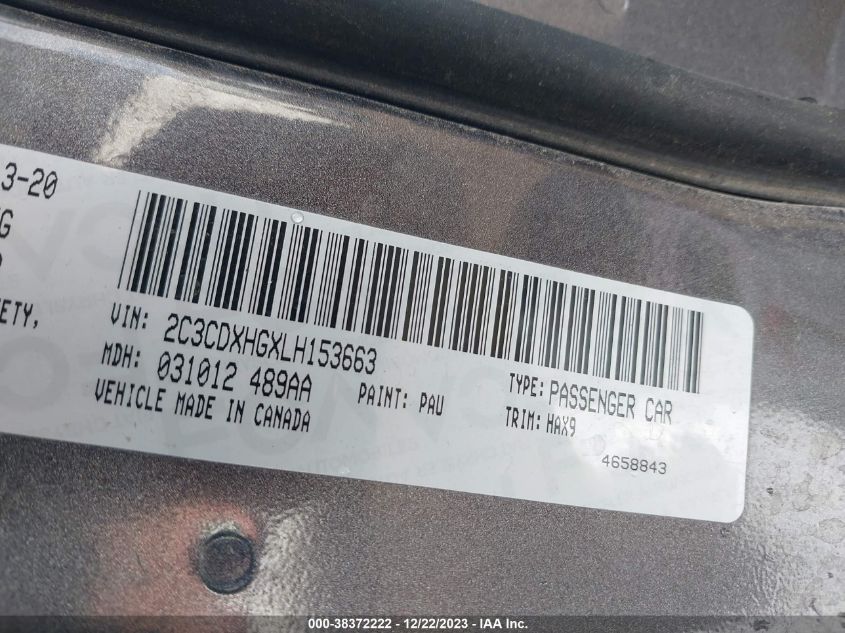 3-20
G
ETY,
VIN: 2C3CDXHGXLH153663
MDH: 031012 489AA
VEHICLE MADE IN CANADA
PAINT: PAU
TYPE: PASSENGER CAR
TRIM: HAX9
4658843
000-38372222 - 12/22/2023 - IAA Inc.